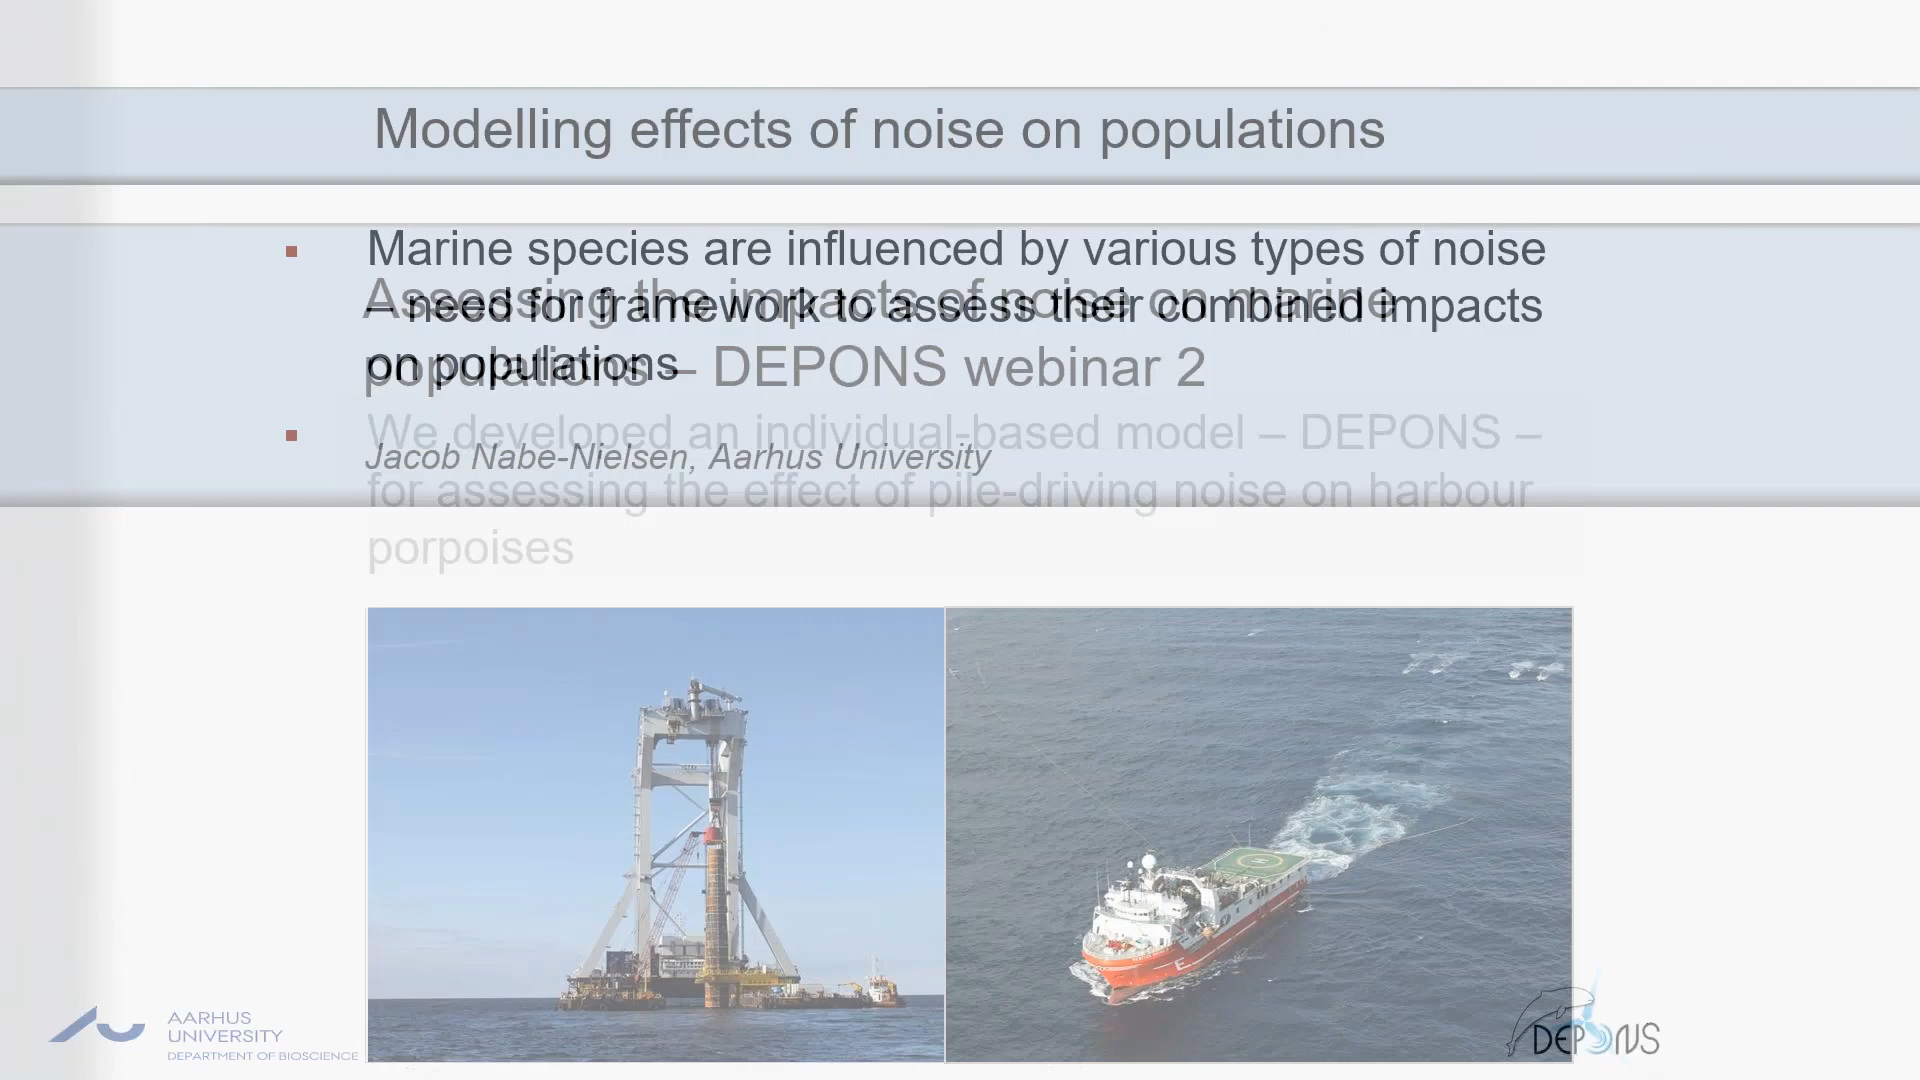 Modelling effects of noise on populations
Marine species are influenced by various types of noise
– need for framework to assess their combined impacts
on populations
Assessing the impacts of noise on marine
populations – DEPONS webinar 2
We developed an individual-based model – DEPONS –
for assessing the effect of pile-driving noise on harbour
porpoises
Jacob Nabe-Nielsen, Aarhus University
AARHUS
UNIVERSITY
DEPARTMENT OF BIOSCIENCE
DEPONS